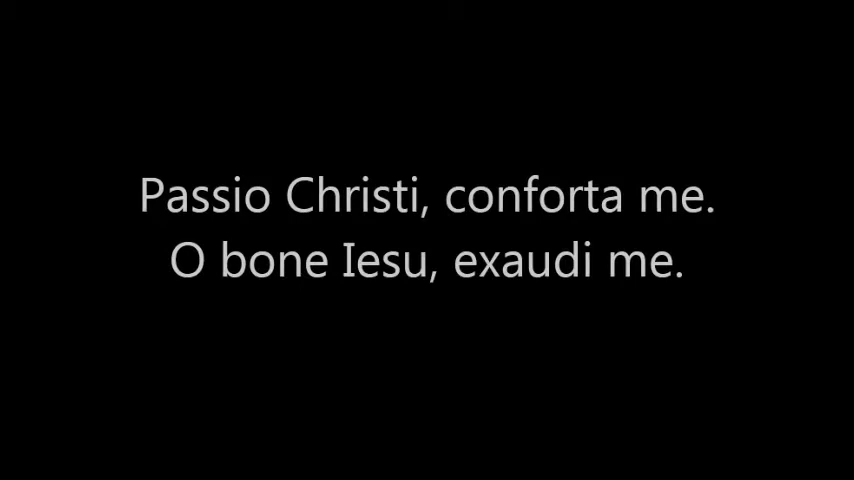 Passio Christi, conforta me.
O bone Iesu, exaudi me.